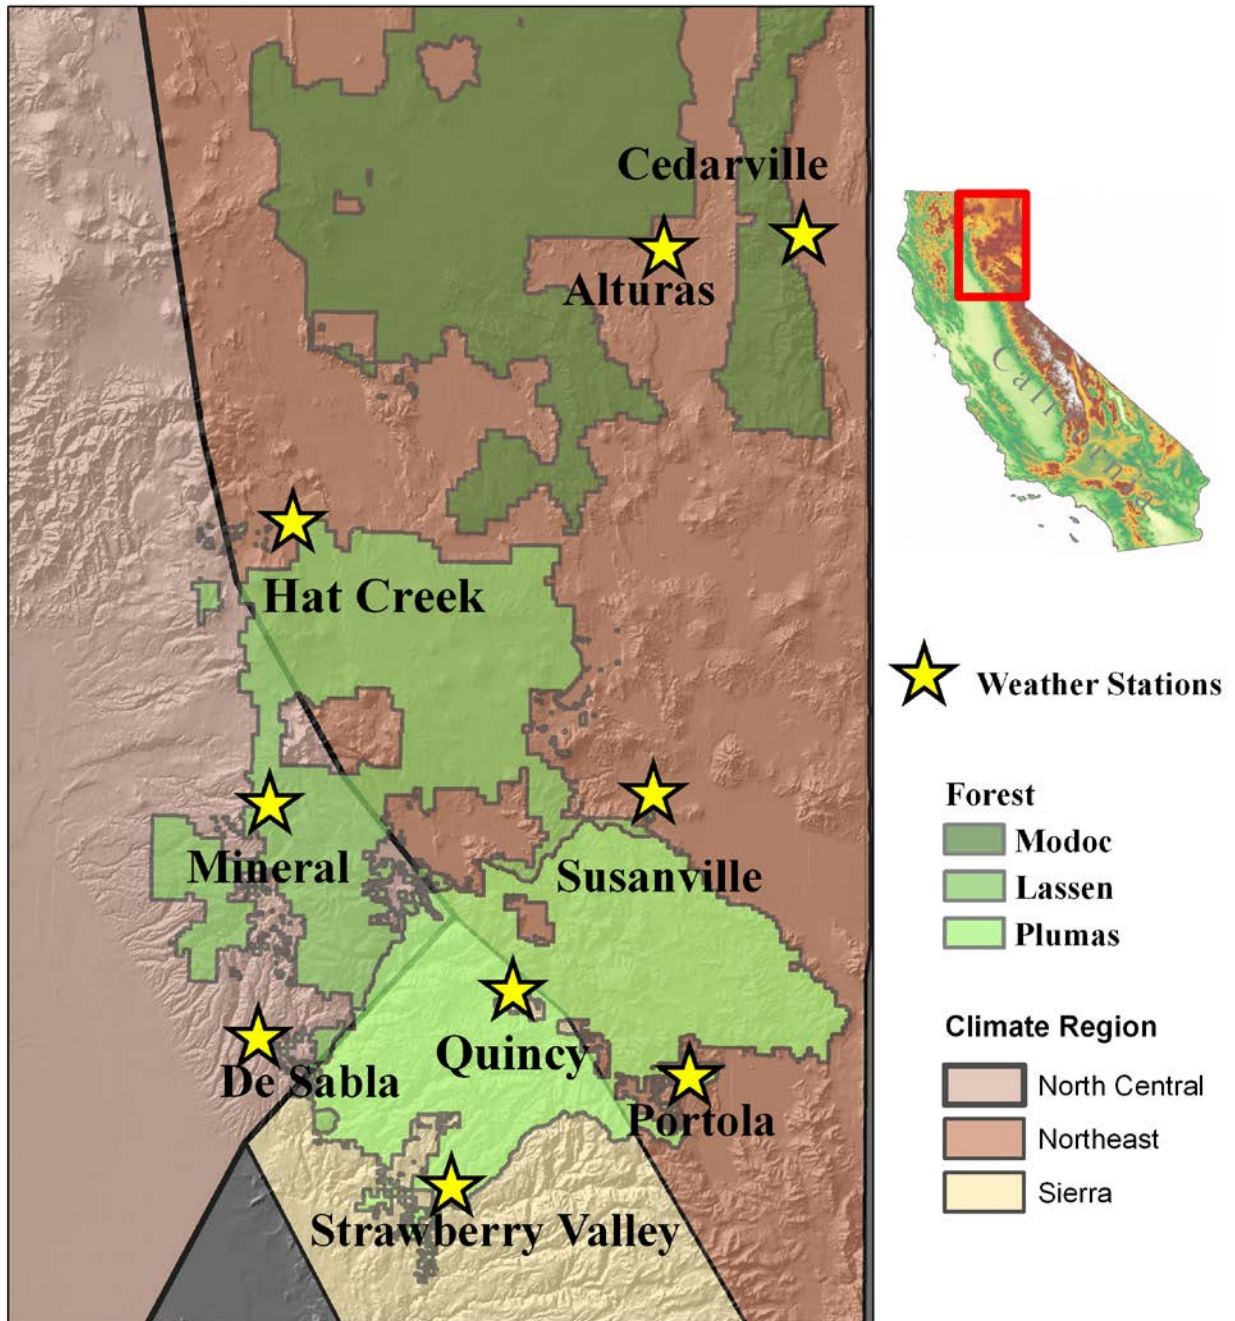 Cedarville
Alturas
Hat Creek
Mineral
Susanville
Quincy
De Sabla
Portola
Strawberry Valley
California
Weather Stations
Forest
Modoc
Lassen
Plumas
Climate Region
North Central
Northeast
Sierra